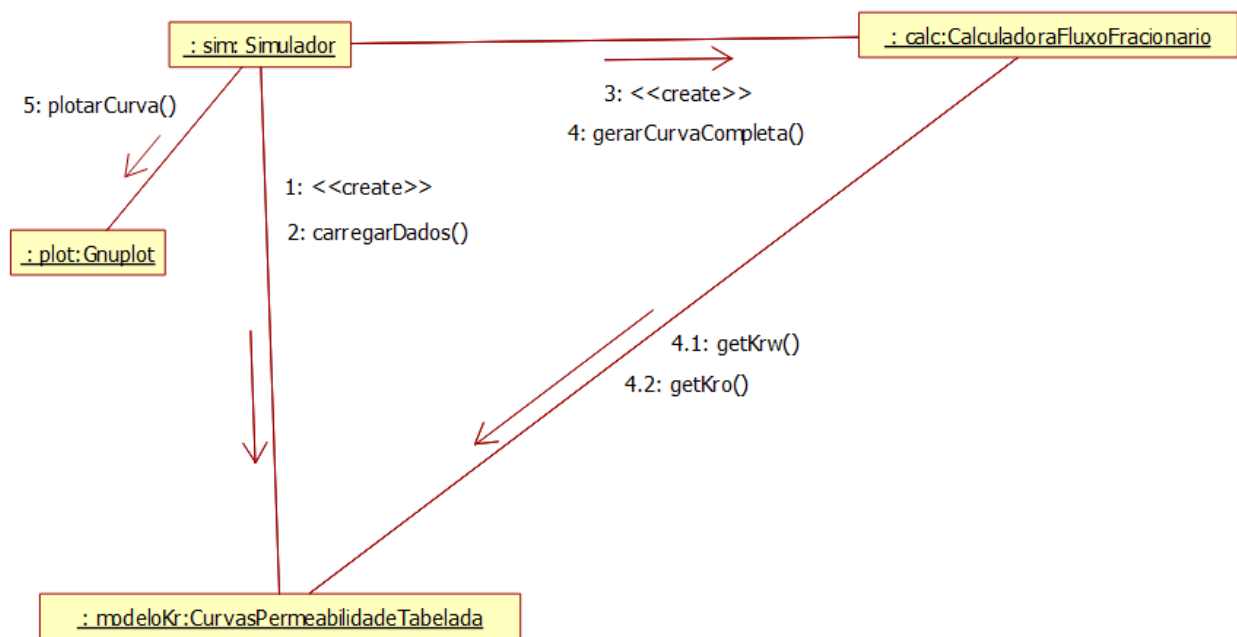 : sim: Simulador
: calc:CalculadoraFluxoFracionario
5: plotarCurva()
3: <<create>>
4: gerarCurvaCompleta()
1: <<create>>
2: carregarDados()
: plot:Gnuplot
4.1: getKrw()
4.2: getKro()
: modeloKr:CurvasPermeabilidadeTabelada